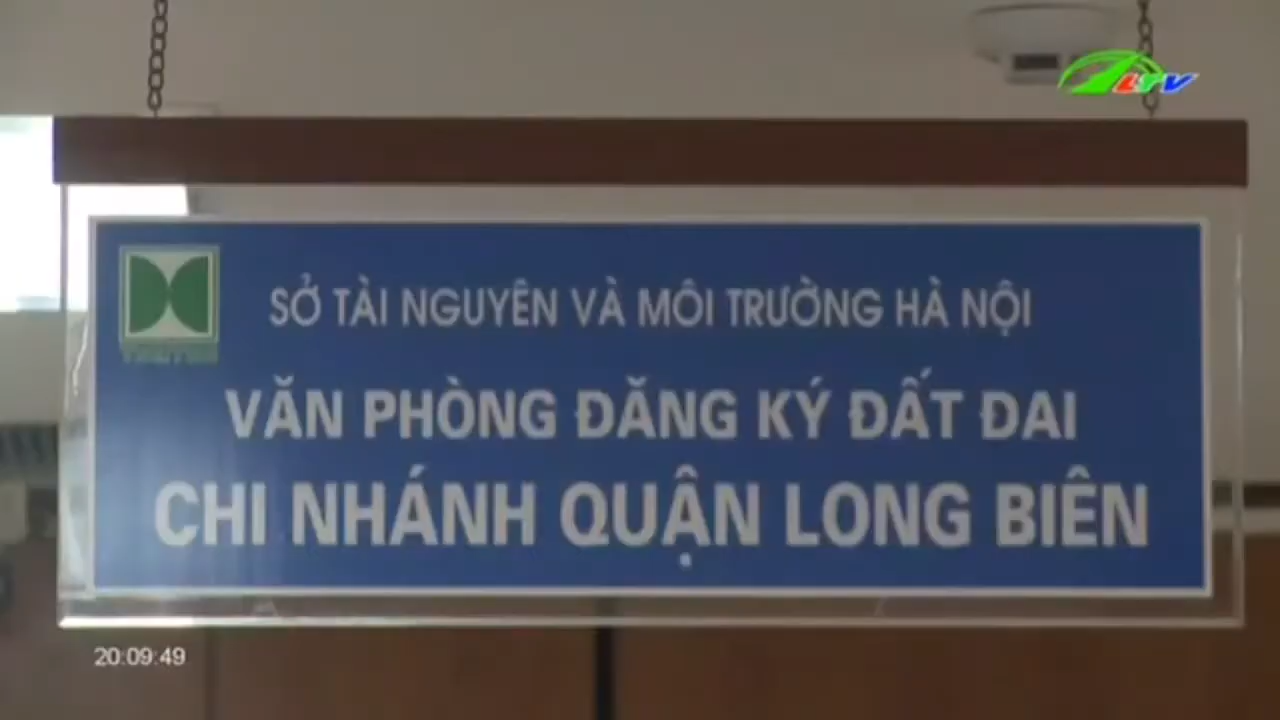 LTV
SỞ TÀI NGUYÊN VÀ MÔI TRƯỜNG HÀ NỘI
VĂN PHÒNG ĐĂNG KÝ ĐẤT ĐAI
CHI NHÁNH QUẬN LONG BIÊN
20:09:49